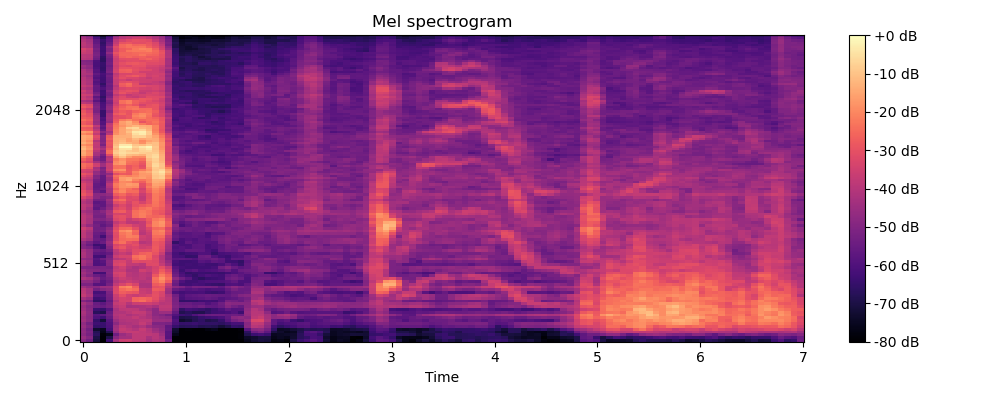 Mel spectrogram
Hz
2048
1024
512
0
0 1 2 3 4 5 6 7
Time
+0 dB
-10 dB
-20 dB
-30 dB
-40 dB
-50 dB
-60 dB
-70 dB
-80 dB